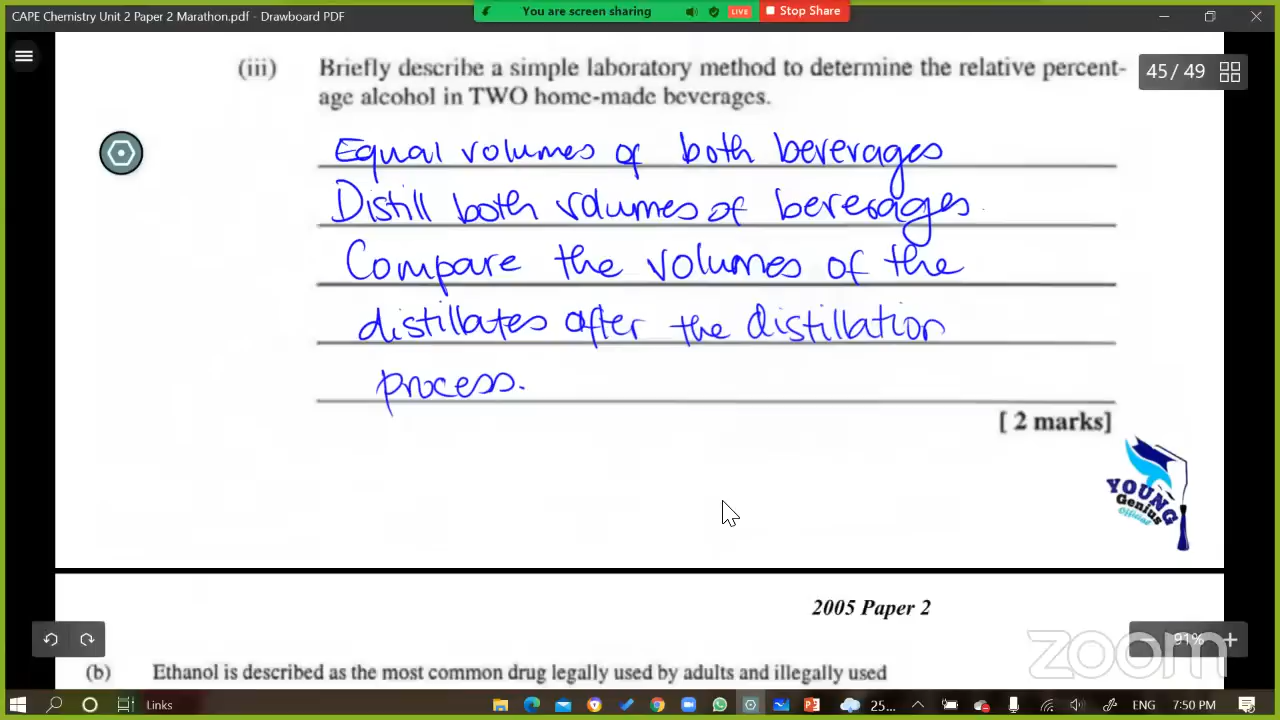 CAPE Chemistry Unit 2 Paper 2 Marathon.pdf - Drawboard PDF
You are screen sharing
LIVE
Stop Share
45 / 49
(iii) Briefly describe a simple laboratory method to determine the relative percent-
age alcohol in TWO home-made beverages.
Equal volumes of both beverages
Distill both volumes of beverages.
Compare the volumes of the
distillates after the distillation
process.
[ 2 marks]
YOUNG
Genius
Official
2005 Paper 2
91%
zoom
(b) Ethanol is described as the most common drug legally used by adults and illegally used
Links
25...
ENG
7:50 PM